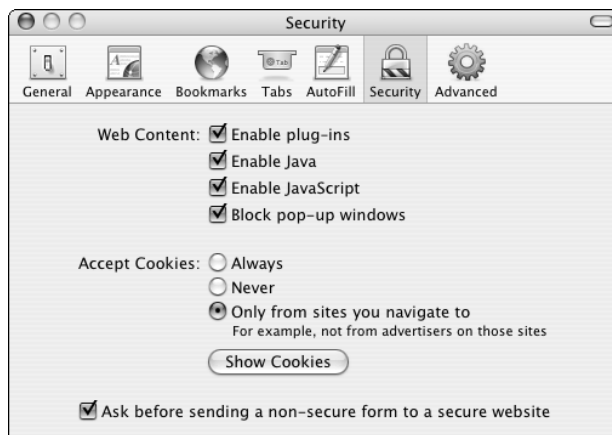 Security
General Appearance Bookmarks Tabs AutoFill Security Advanced
Web Content: Enable plug-ins
Enable Java
Enable JavaScript
Block pop-up windows
Accept Cookies: Always
Never
Only from sites you navigate to
For example, not from advertisers on those sites
Show Cookies
Ask before sending a non-secure form to a secure website